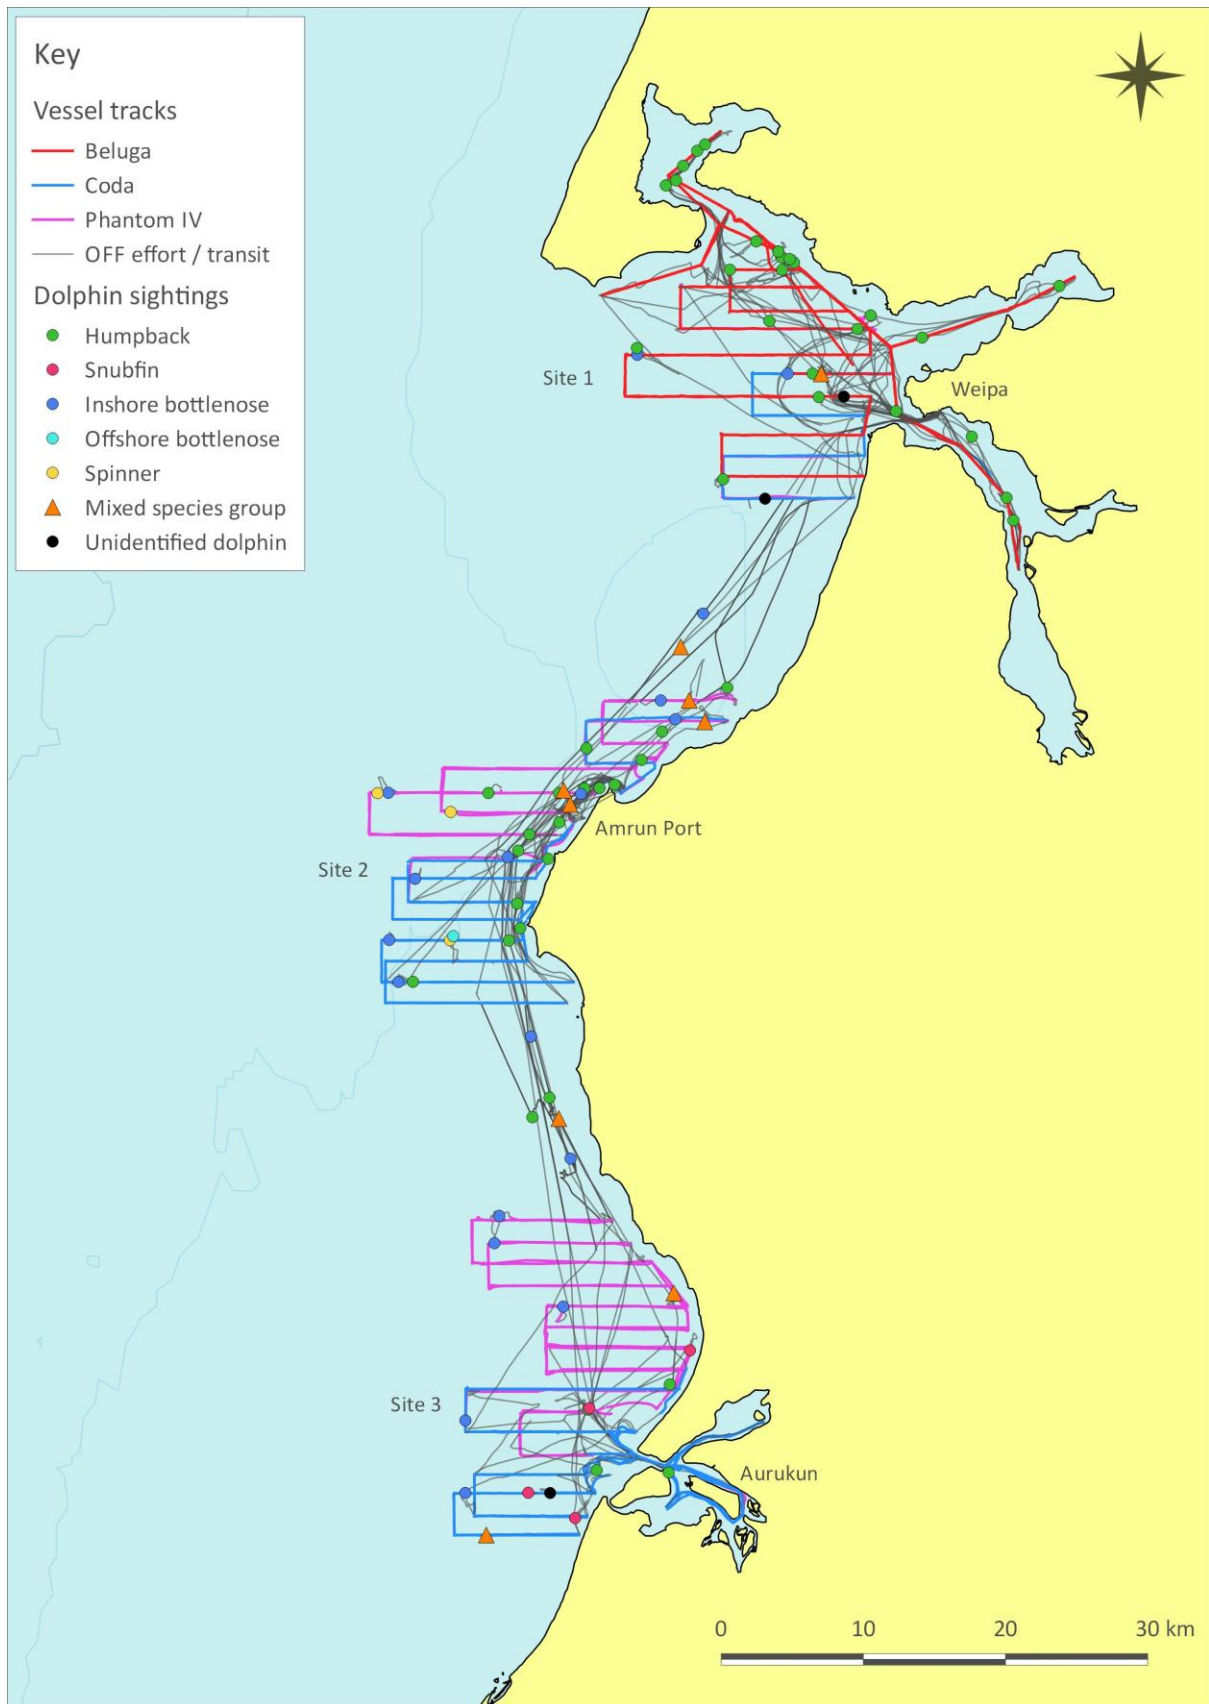 Key
Vessel tracks
Beluga
Coda
Phantom IV
OFF effort / transit
Dolphin sightings
Humpback
Snubfin
Inshore bottlenose
Offshore bottlenose
Spinner
Mixed species group
Unidentified dolphin
Site 1
Weipa
Amrun Port
Site 2
Site 3
Aurukun
0 10 20 30 km